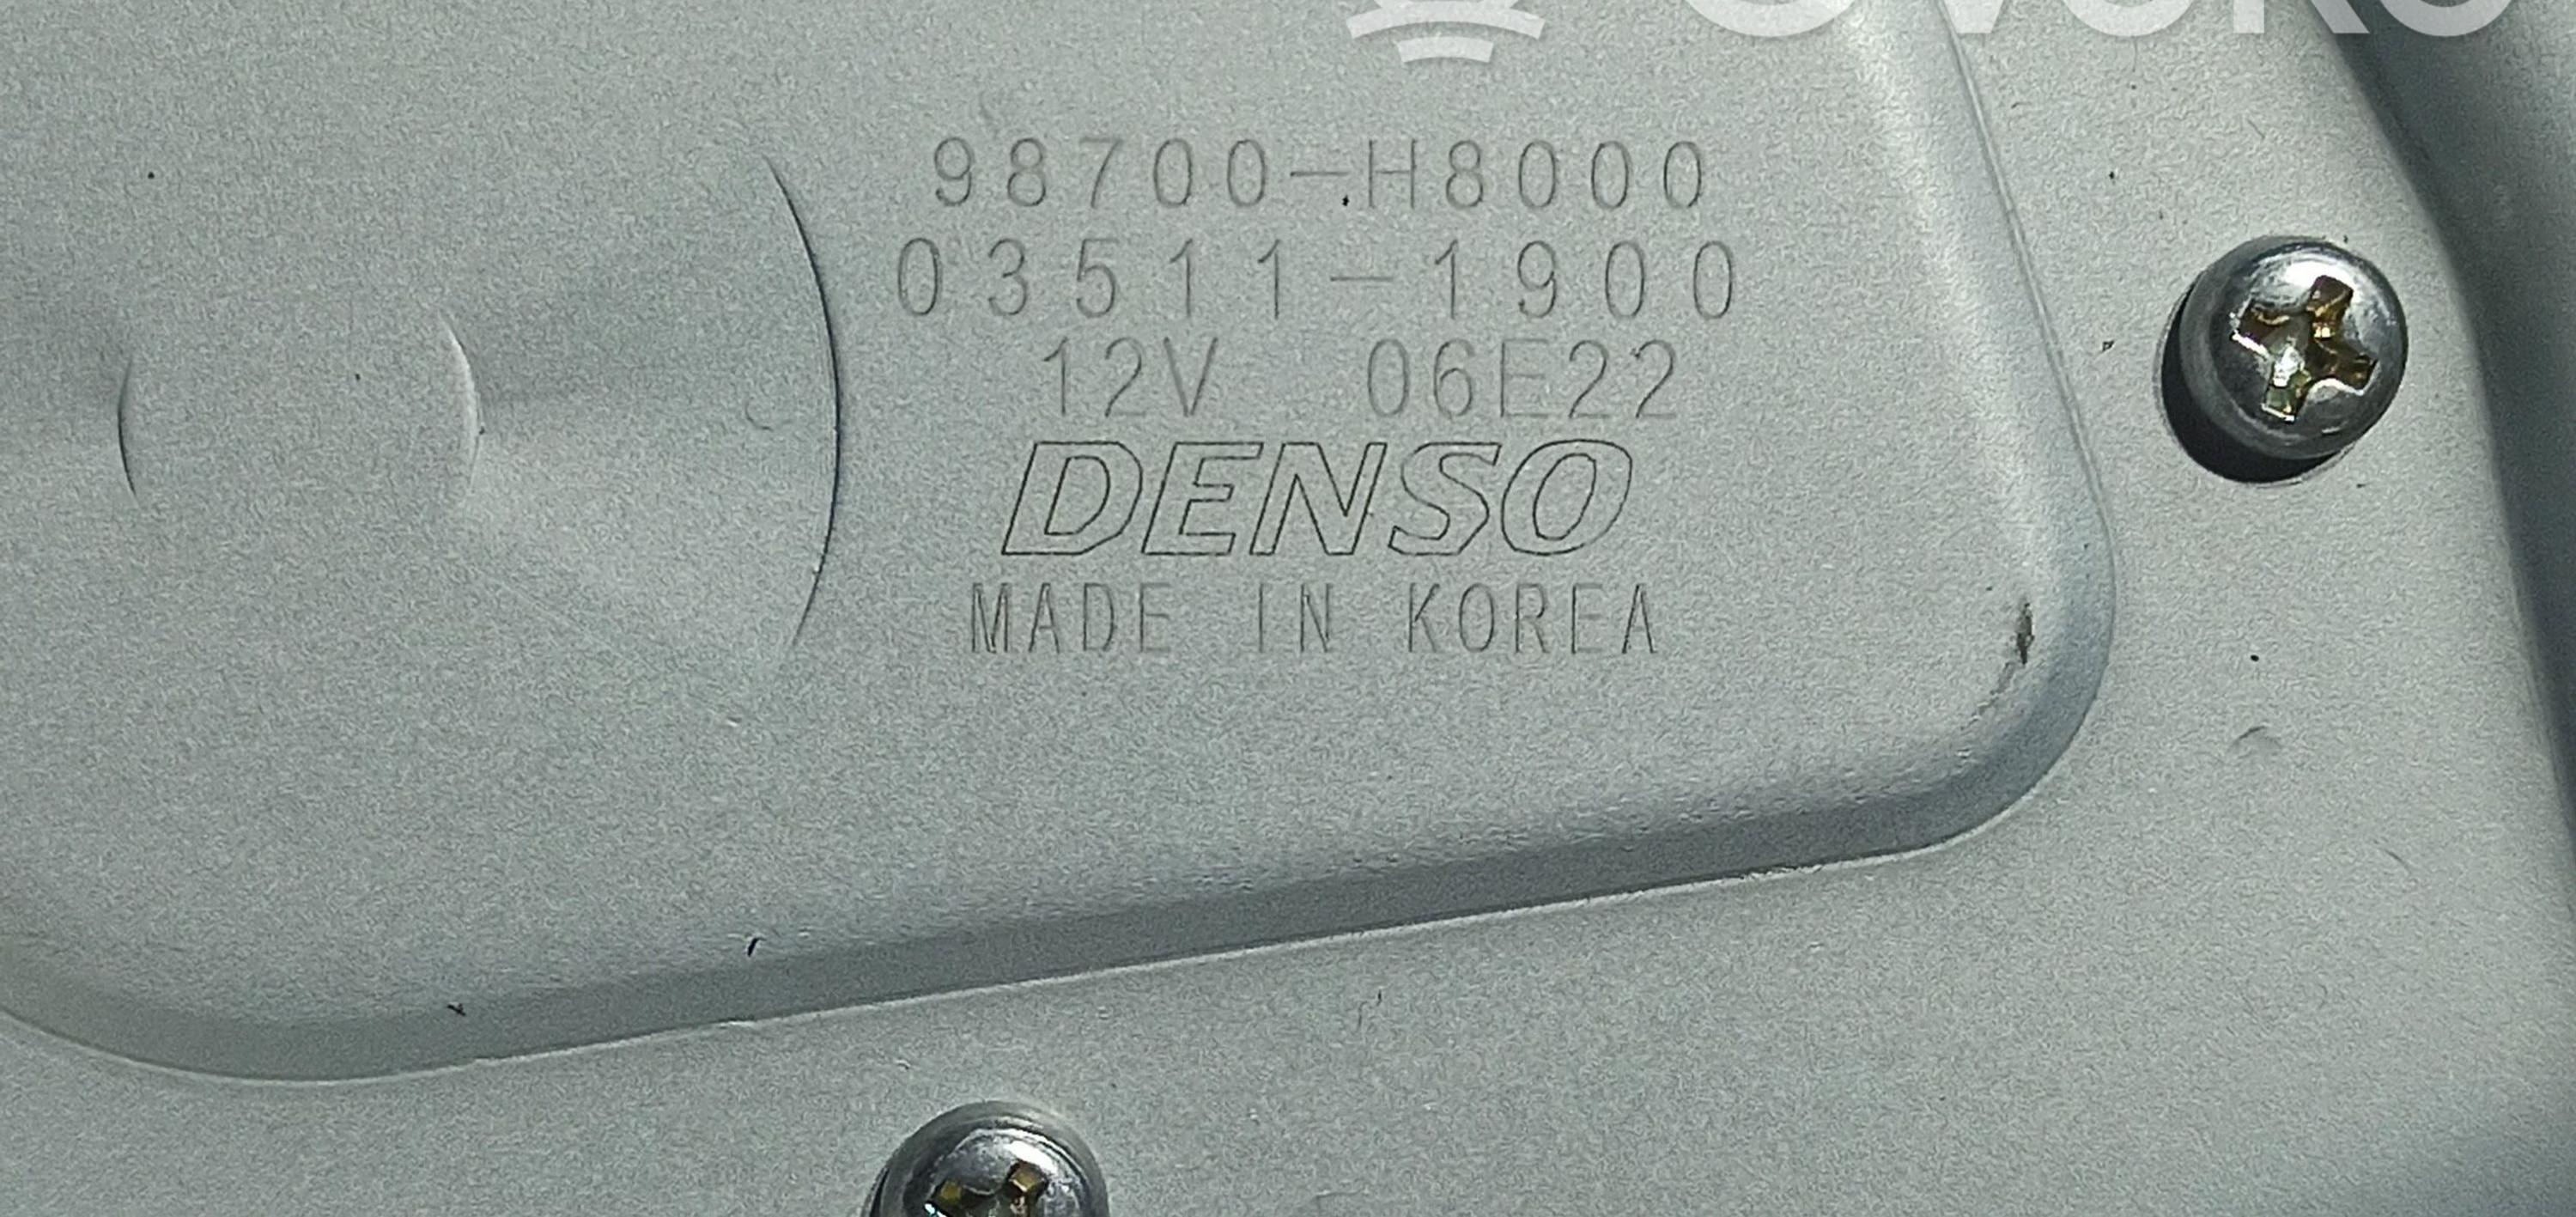 98700-H8000
03511-1900
12V 06E22
DENSO
MADE IN KOREA